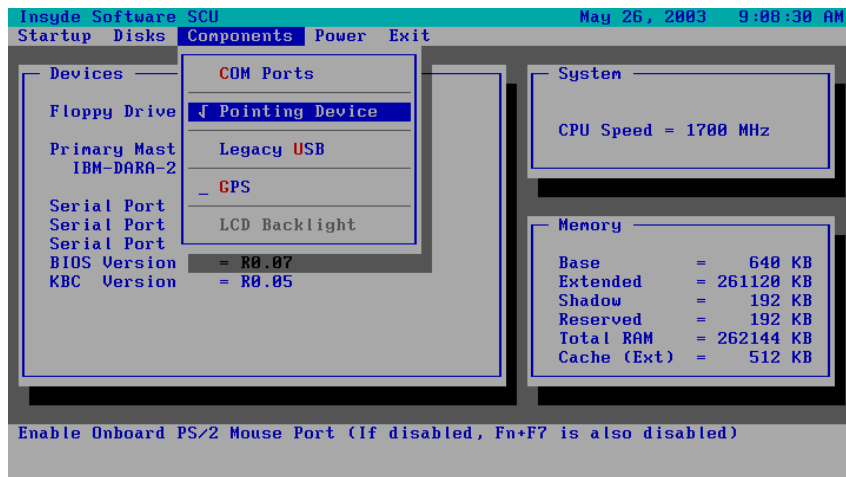 Insyde Software SCU May 26, 2003 9:08:30 AM
Startup Disks Components Power Exit
Devices
Floppy Drive
Primary Mast
IBM-DARA-2
Serial Port
Serial Port
Serial Port
BIOS Version = R0.07
KBC Version = R0.05
COM Ports
√ Pointing Device
Legacy USB
_ GPS
LCD Backlight
System
CPU Speed = 1700 MHz
Memory
Base = 640 KB
Extended = 261120 KB
Shadow = 192 KB
Reserved = 192 KB
Total RAM = 262144 KB
Cache (Ext) = 512 KB
Enable Onboard PS/2 Mouse Port (If disabled, Fn+F7 is also disabled)